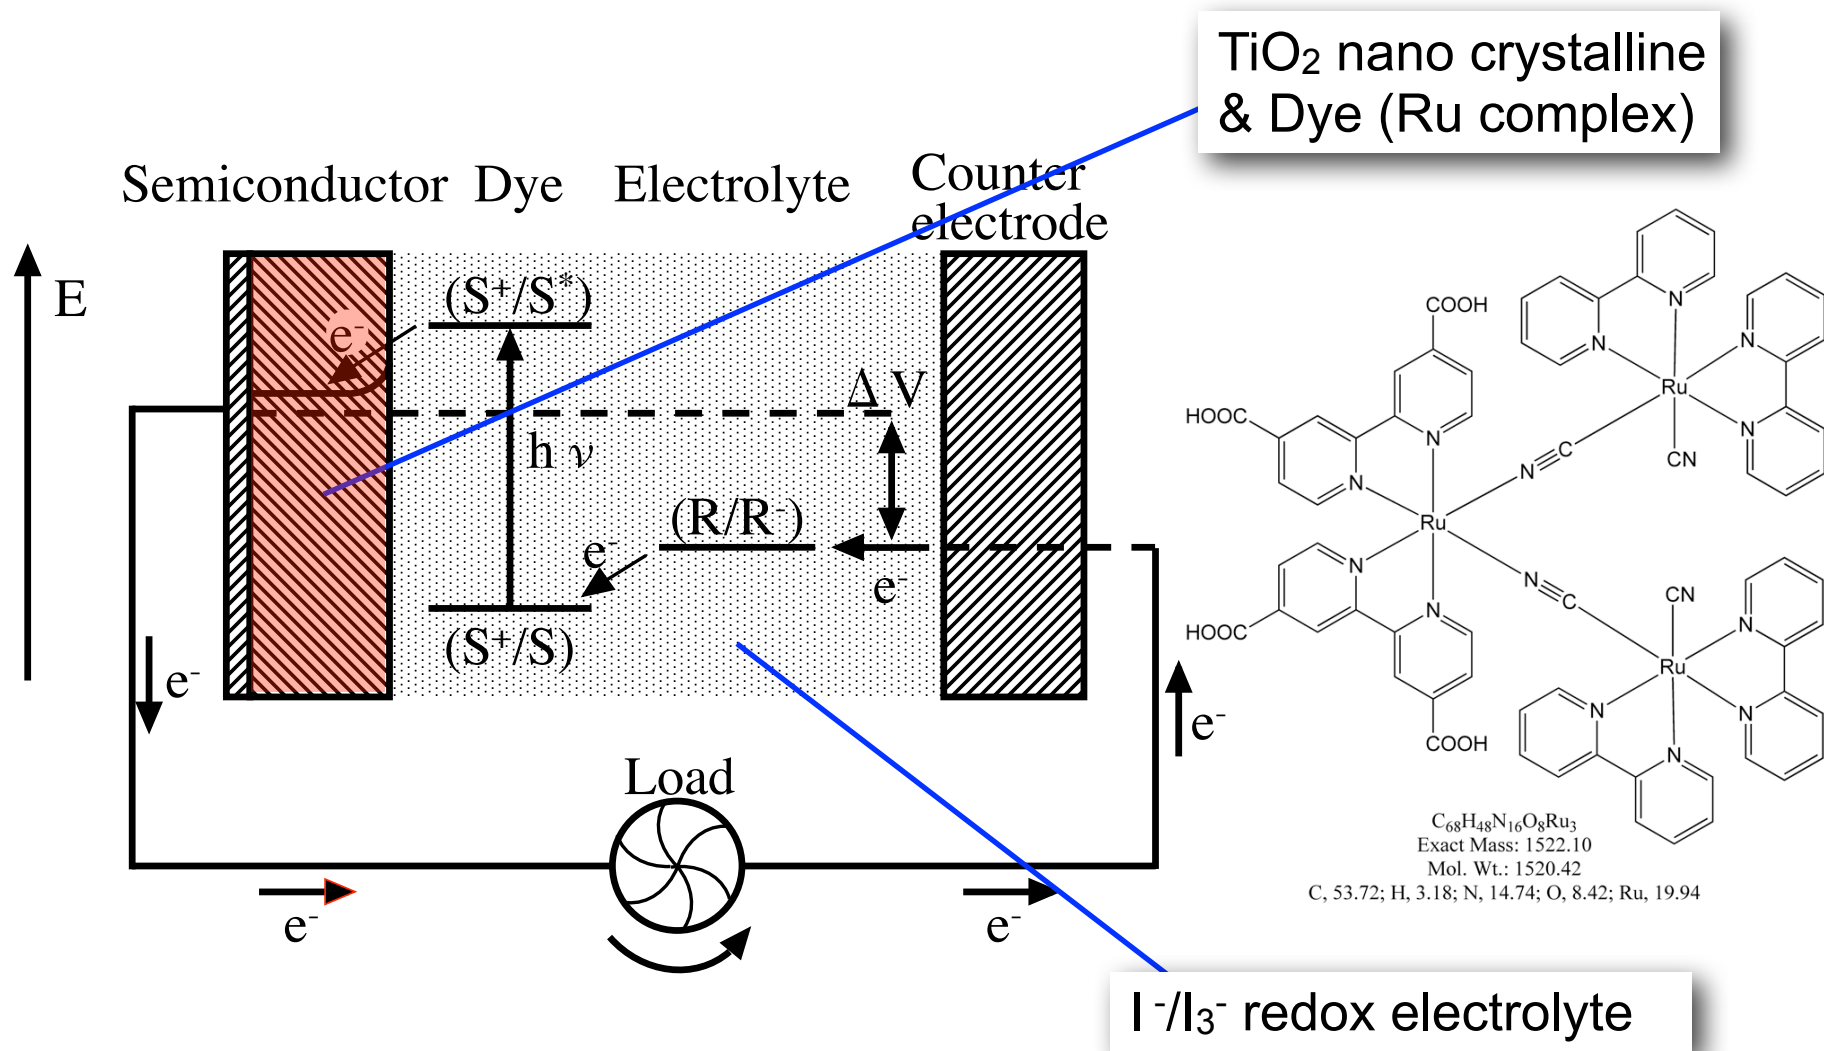 TiO₂ nano crystalline
& Dye (Ru complex)
Semiconductor Dye Electrolyte Counter
electrode
E
(S⁺/S*)
e⁻
Δ V
h ν
(R/R⁻)
e⁻
e⁻
(S⁺/S)
e⁻
e⁻
Load
e⁻
e⁻
COOH
HOOC
HOOC
COOH
N
N
N
N
Ru
N≡C
N≡C
N
N
N
N
Ru
CN
CN
Ru
N
N
N
N
C₆₈H₄₈N₁₆O₈Ru₃
Exact Mass: 1522.10
Mol. Wt.: 1520.42
C, 53.72; H, 3.18; N, 14.74; O, 8.42; Ru, 19.94
I⁻/I₃⁻ redox electrolyte